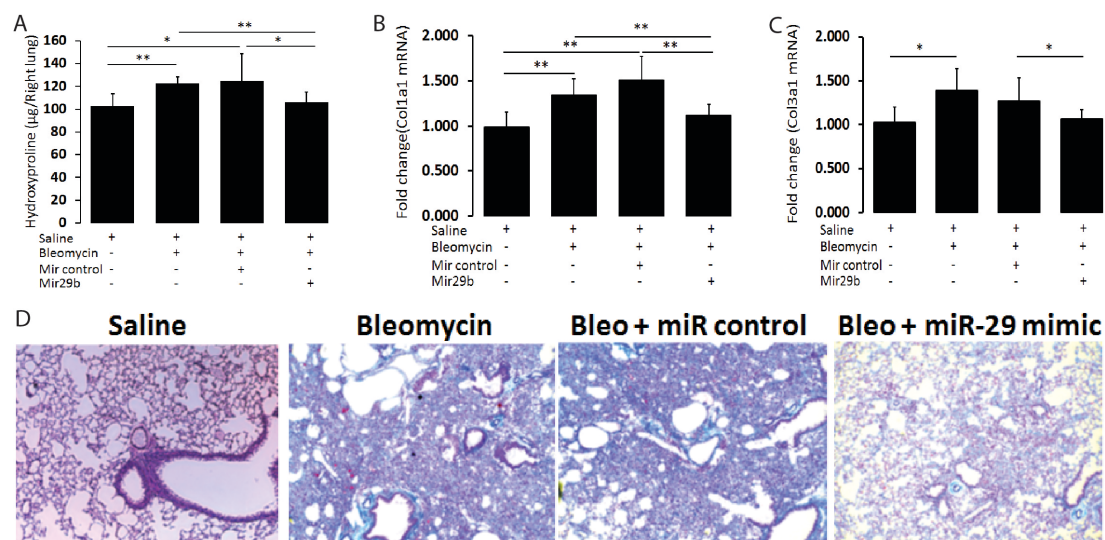 A
Hydroxyproline (µg/Right lung)
160
140
120
100
80
60
40
20
0
**
*
**
*
Saline + + + +
Bleomycin - + + +
Mir control - - + -
Mir29b - - - +
B
Fold change(Col1a1 mRNA)
2.000
1.500
1.000
0.500
0.000
**
**
**
**
Saline + + + +
Bleomycin - + + +
Mir control - - + -
Mir29b - - - +
C
Fold change (Col3a1 mRNA)
2.000
1.500
1.000
0.500
0.000
*
*
Saline + + + +
Bleomycin - + + +
Mir control - - + -
Mir29b - - - +
D
Saline
Bleomycin
Bleo + miR control
Bleo + miR-29 mimic